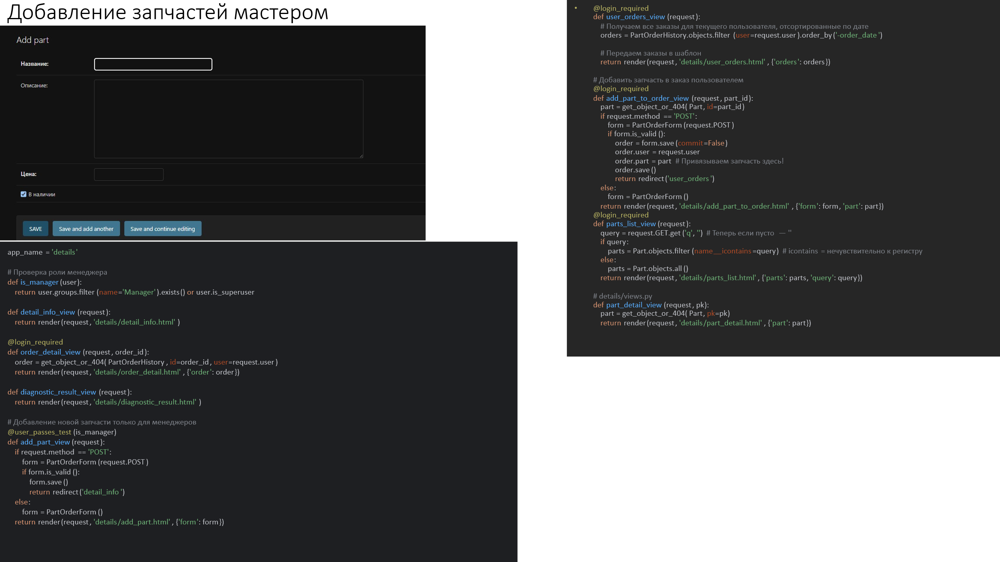 Добавление запчастей мастером
Add part
Название:
Описание:
Цена:
В наличии
SAVE
Save and add another
Save and continue editing
app_name = 'details'
# Проверка роли менеджера
def is_manager(user):
return user.groups.filter(name='Manager').exists() or user.is_superuser
def detail_info_view(request):
return render(request, 'details/detail_info.html')
@login_required
def order_detail_view(request, order_id):
order = get_object_or_404(PartOrderHistory, id=order_id, user=request.user)
return render(request, 'details/order_detail.html', {'order': order})
def diagnostic_result_view(request):
return render(request, 'details/diagnostic_result.html')
# Добавление новой запчасти только для менеджеров
@user_passes_test(is_manager)
def add_part_view(request):
if request.method == 'POST':
form = PartOrderForm(request.POST)
if form.is_valid():
form.save()
return redirect('detail_info')
else:
form = PartOrderForm()
return render(request, 'details/add_part.html', {'form': form})
• @login_required
def user_orders_view(request):
# Получаем все заказы для текущего пользователя, отсортированные по дате
orders = PartOrderHistory.objects.filter(user=request.user).order_by('-order_date')
# Передаем заказы в шаблон
return render(request, 'details/user_orders.html', {'orders': orders})
# Добавить запчасть в заказ пользователем
@login_required
def add_part_to_order_view(request, part_id):
part = get_object_or_404(Part, id=part_id)
if request.method == 'POST':
form = PartOrderForm(request.POST)
if form.is_valid():
order = form.save(commit=False)
order.user = request.user
order.part = part # Привязываем запчасть здесь!
order.save()
return redirect('user_orders')
else:
form = PartOrderForm()
return render(request, 'details/add_part_to_order.html', {'form': form, 'part': part})
@login_required
def parts_list_view(request):
query = request.GET.get('q', '') # Теперь если пусто — ''
if query:
parts = Part.objects.filter(name__icontains=query) # icontains = нечувствительно к регистру
else:
parts = Part.objects.all()
return render(request, 'details/parts_list.html', {'parts': parts, 'query': query})
# details/views.py
def part_detail_view(request, pk):
part = get_object_or_404(Part, pk=pk)
return render(request, 'details/part_detail.html', {'part': part})